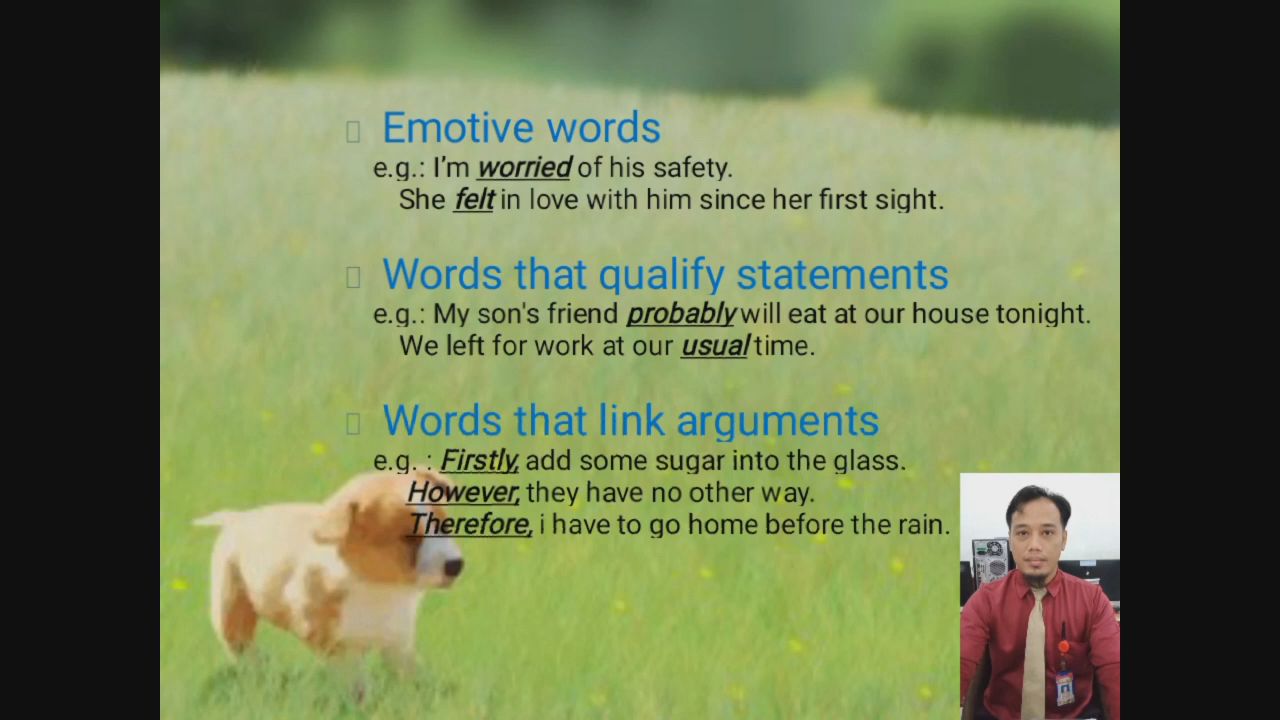 Emotive words
e.g.: I'm worried of his safety.
She felt in love with him since her first sight.
Words that qualify statements
e.g.: My son's friend probably will eat at our house tonight.
We left for work at our usual time.
Words that link arguments
e.g. : Firstly, add some sugar into the glass.
However, they have no other way.
Therefore, i have to go home before the rain.